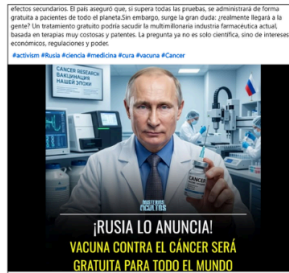 efectos secundarios. El país aseguró que, si supera todas las pruebas, se administrará de forma
gratuita a pacientes de todo el planeta.Sin embargo, surge la gran duda: ¿realmente llegará a la
gente? Un tratamiento gratuito podría sacudir la multimillonaria industria farmacéutica actual,
basada en terapias muy costosas y patentes. La pregunta ya no es solo científica, sino de intereses
económicos, regulaciones y poder.
#activism #Rusia #ciencia #medicina #cura #vacuna #Cancer
CANCER RESEARCH
¡RUSIA LO ANUNCIA!
VACUNA CONTRA EL CÁNCER SERÁ
GRATUITA PARA TODO EL MUNDO